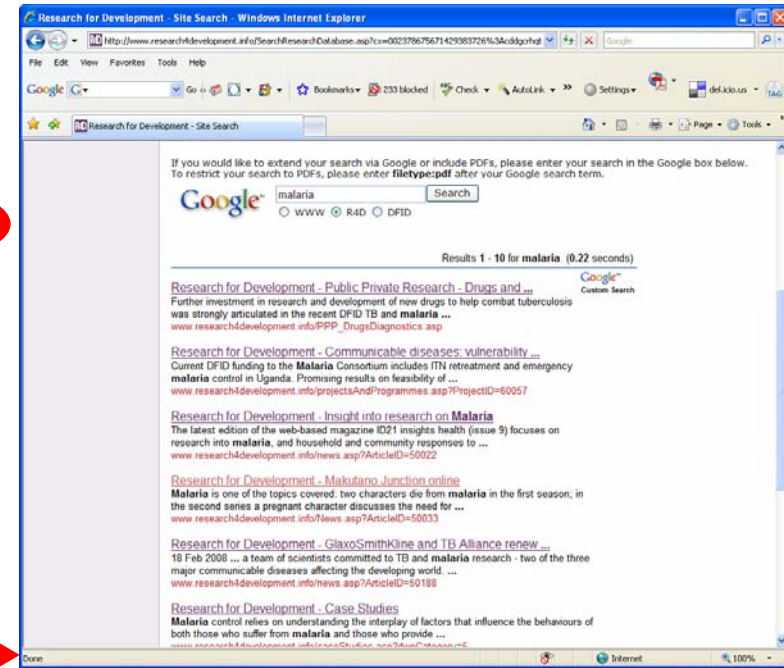 Research for Development - Site Search - Windows Internet Explorer
http://www.research4development.info/SearchResearchDatabase.asp?cx=
Google
File Edit View Favorites Tools Help
Google G Go Bookmarks 233 blocked Check AutoLink » Settings del.icio.us TAG
Research for Development - Site Search Page Tools
If you would like to extend your search via Google or include PDFs, please enter your search in the Google box below.
To restrict your search to PDFs, please enter filetype:pdf after your Google search term.
Google™ malaria Search
WWW R4D DFID
Results 1 - 10 for malaria. (0.22 seconds)
Google™
Custom Search
Research for Development - Public Private Research - Drugs and ...
Further investment in research and development of new drugs to help combat tuberculosis
was strongly articulated in the recent DFID TB and malaria ...
www.research4development.info/PPP_DrugsDiagnostics.asp
Research for Development - Communicable diseases: vulnerability ...
Current DFID funding to the Malaria Consortium includes ITN retreatment and emergency
malaria control in Uganda. Promising results on feasibility of ...
www.research4development.info/projectsAndProgrammes.asp?ProjectID=60057
Research for Development - Insight into research on Malaria
The latest edition of the web-based magazine ID21 insights health (issue 9) focuses on
research into malaria, and household and community responses to ...
www.research4development.info/news.asp?ArticleID=50022
Research for Development - Makutano Junction online
Malaria is one of the topics covered: two characters die from malaria in the first season; in
the second series a pregnant character discusses the need for ...
www.research4development.info/News.asp?ArticleID=50033
Research for Development - GlaxoSmithKline and TB Alliance renew ...
18 Feb 2008 ... a team of scientists committed to TB and malaria research - two of the three
major communicable diseases affecting the developing world. ...
www.research4development.info/news.asp?ArticleID=50188
Research for Development - Case Studies
Malaria control relies on understanding the interplay of factors that influence the behaviours of
both those who suffer from malaria and those who provide ...
Done Internet 100%